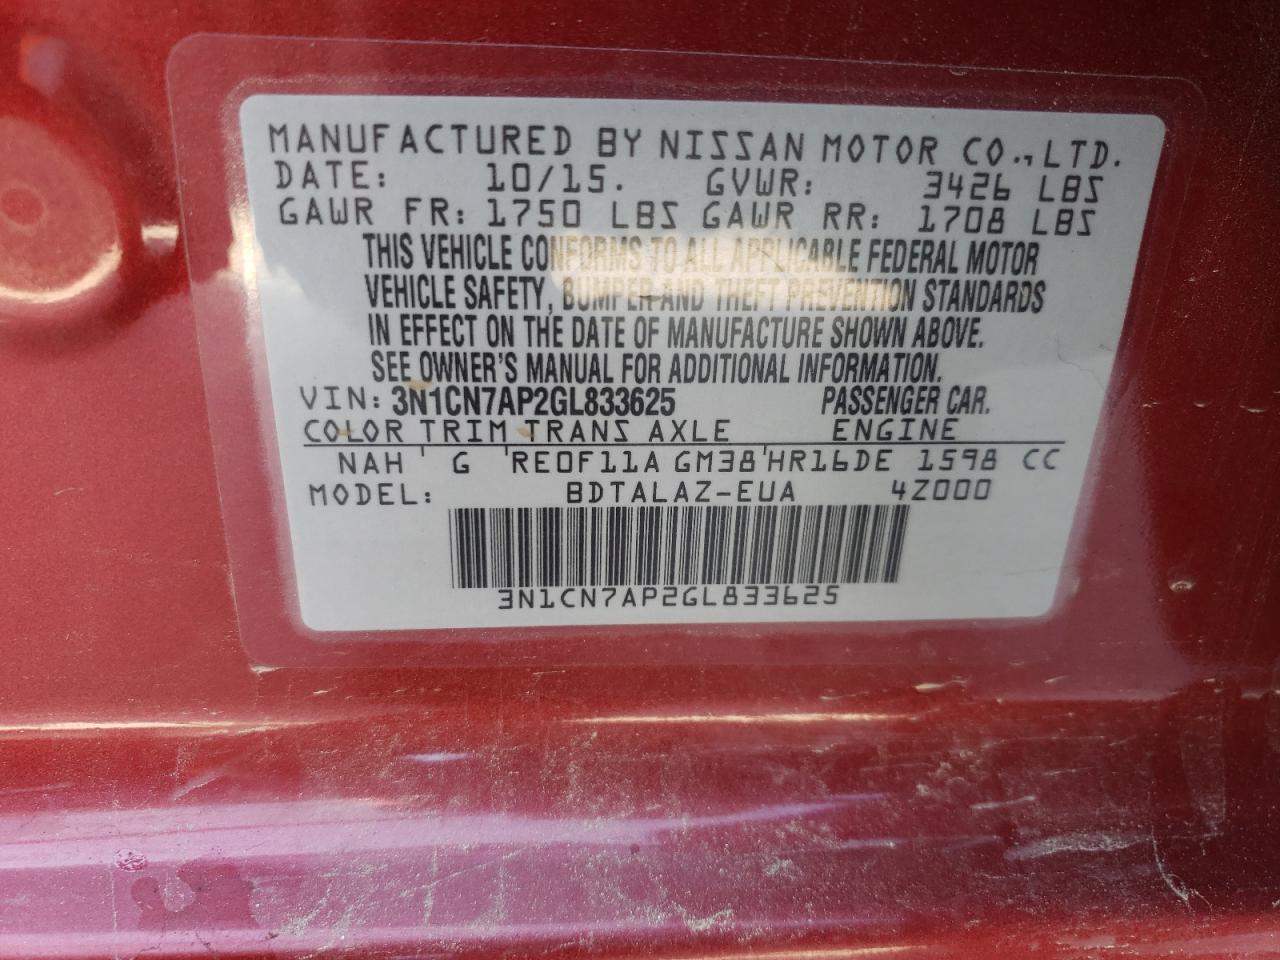 MANUFACTURED BY NISSAN MOTOR CO., LTD.
DATE: 10/15. GVWR: 3426 LBS
GAWR FR: 1750 LBS GAWR RR: 1708 LBS
THIS VEHICLE CONFORMS TO ALL APPLICABLE FEDERAL MOTOR
VEHICLE SAFETY, BUMPER AND THEFT PREVENTION STANDARDS
IN EFFECT ON THE DATE OF MANUFACTURE SHOWN ABOVE.
SEE OWNER'S MANUAL FOR ADDITIONAL INFORMATION.
VIN: 3N1CN7AP2GL833625 PASSENGER CAR.
COLOR TRIM TRANS AXLE ENGINE
NAH ' G 'RE0F11A GM38'HR16DE 1598 CC
MODEL: BDTALAZ-EUA 4Z000
3N1CN7AP2GL833625